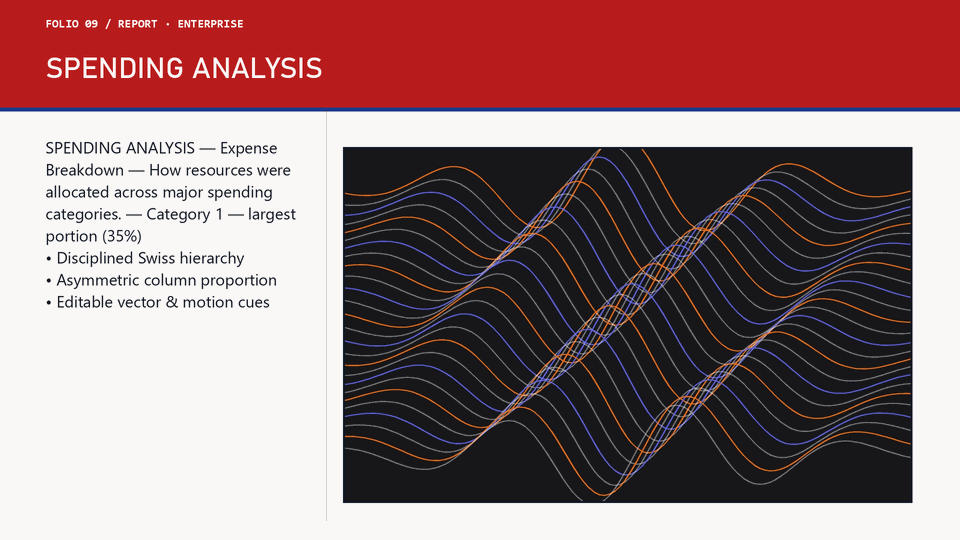 FOLIO 09 / REPORT · ENTERPRISE
SPENDING ANALYSIS
SPENDING ANALYSIS — Expense
Breakdown — How resources were
allocated across major spending
categories. — Category 1 — largest
portion (35%)
• Disciplined Swiss hierarchy
• Asymmetric column proportion
• Editable vector & motion cues